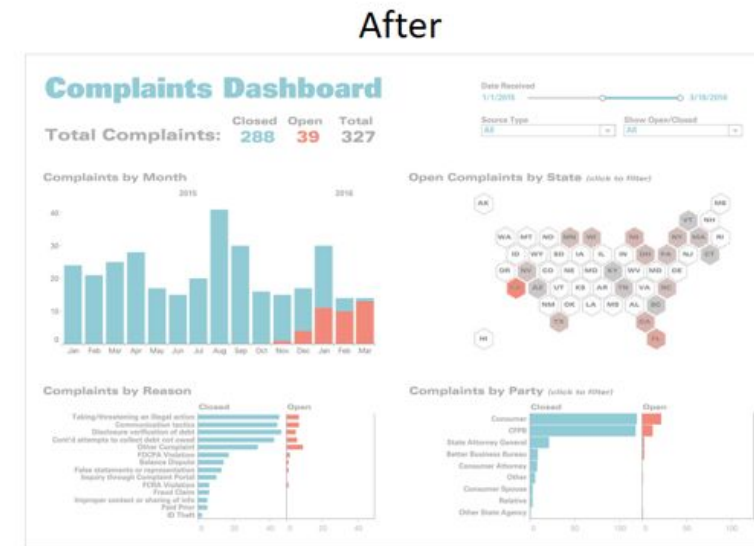 After
Complaints Dashboard
Date Received
1/1/2015
3/18/2016
Closed Open Total
Total Complaints: 288 39 327
Source Type
Show Open/Closed
All
All
Complaints by Month
2015
2016
40
30
20
10
0
Jan Feb Mar Apr May Jun Jul Aug Sep Oct Nov Dec Jan Feb Mar
Open Complaints by State (click to filter)
AK ME
VT NH
WA MT ND MN WI NY MA RI
ID WY SD IA IL IN OH PA NJ CT
OR NV CO NE MO KY WV MD DE
CA AZ UT KS AR TN VA NC
NM OK LA MS AL SC
TX GA
HI FL
Complaints by Reason
Closed Open
Taking/threatening an illegal action
Communication tactics
Disclosure verification of debt
Cont'd attempts to collect debt not owed
Other Complaint
FDCPA Violation
Balance Dispute
False statements or representation
Inquiry through Complaint Portal
FCRA Violation
Fraud Claim
Improper contact or sharing of info
Paid Prior
ID Theft
0 20 40 0 20 40
Complaints by Party (click to filter)
Closed Open
Consumer
CFPB
State Attorney General
Better Business Bureau
Consumer Attorney
Other
Consumer Spouse
Relative
Other State Agency
0 50 100 0 50 100